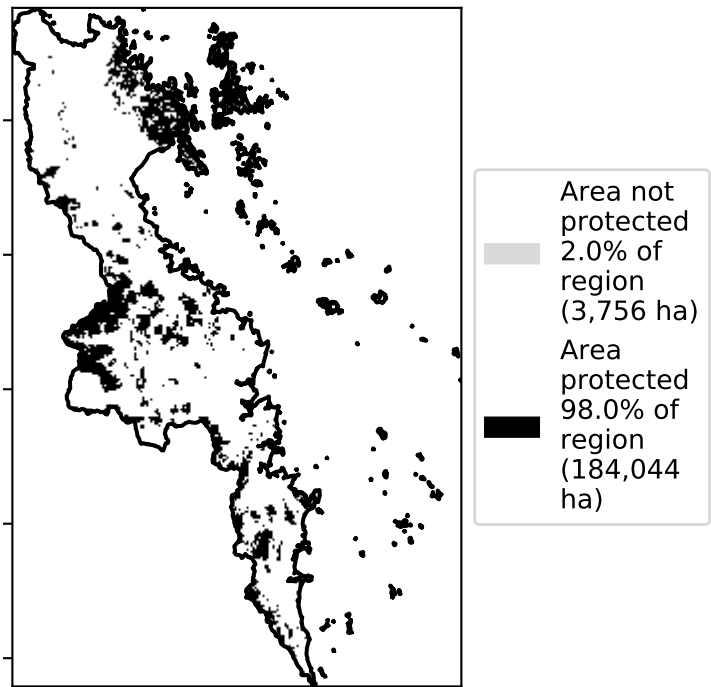 Area not
protected
2.0% of
region
(3,756 ha)
Area
protected
98.0% of
region
(184,044
ha)